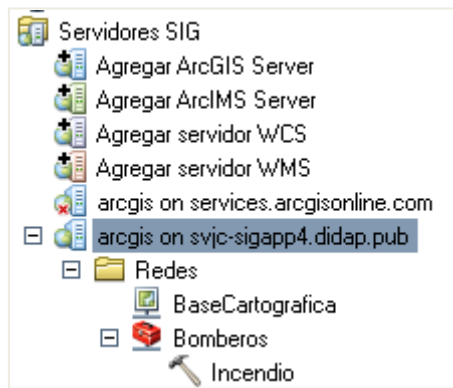 Servidores SIG
Agregar ArcGIS Server
Agregar ArcIMS Server
Agregar servidor WCS
Agregar servidor WMS
arcgis on services.arcgisonline.com
arcgis on svjc-sigapp4.didap.pub
Redes
BaseCartografica
Bomberos
Incendio